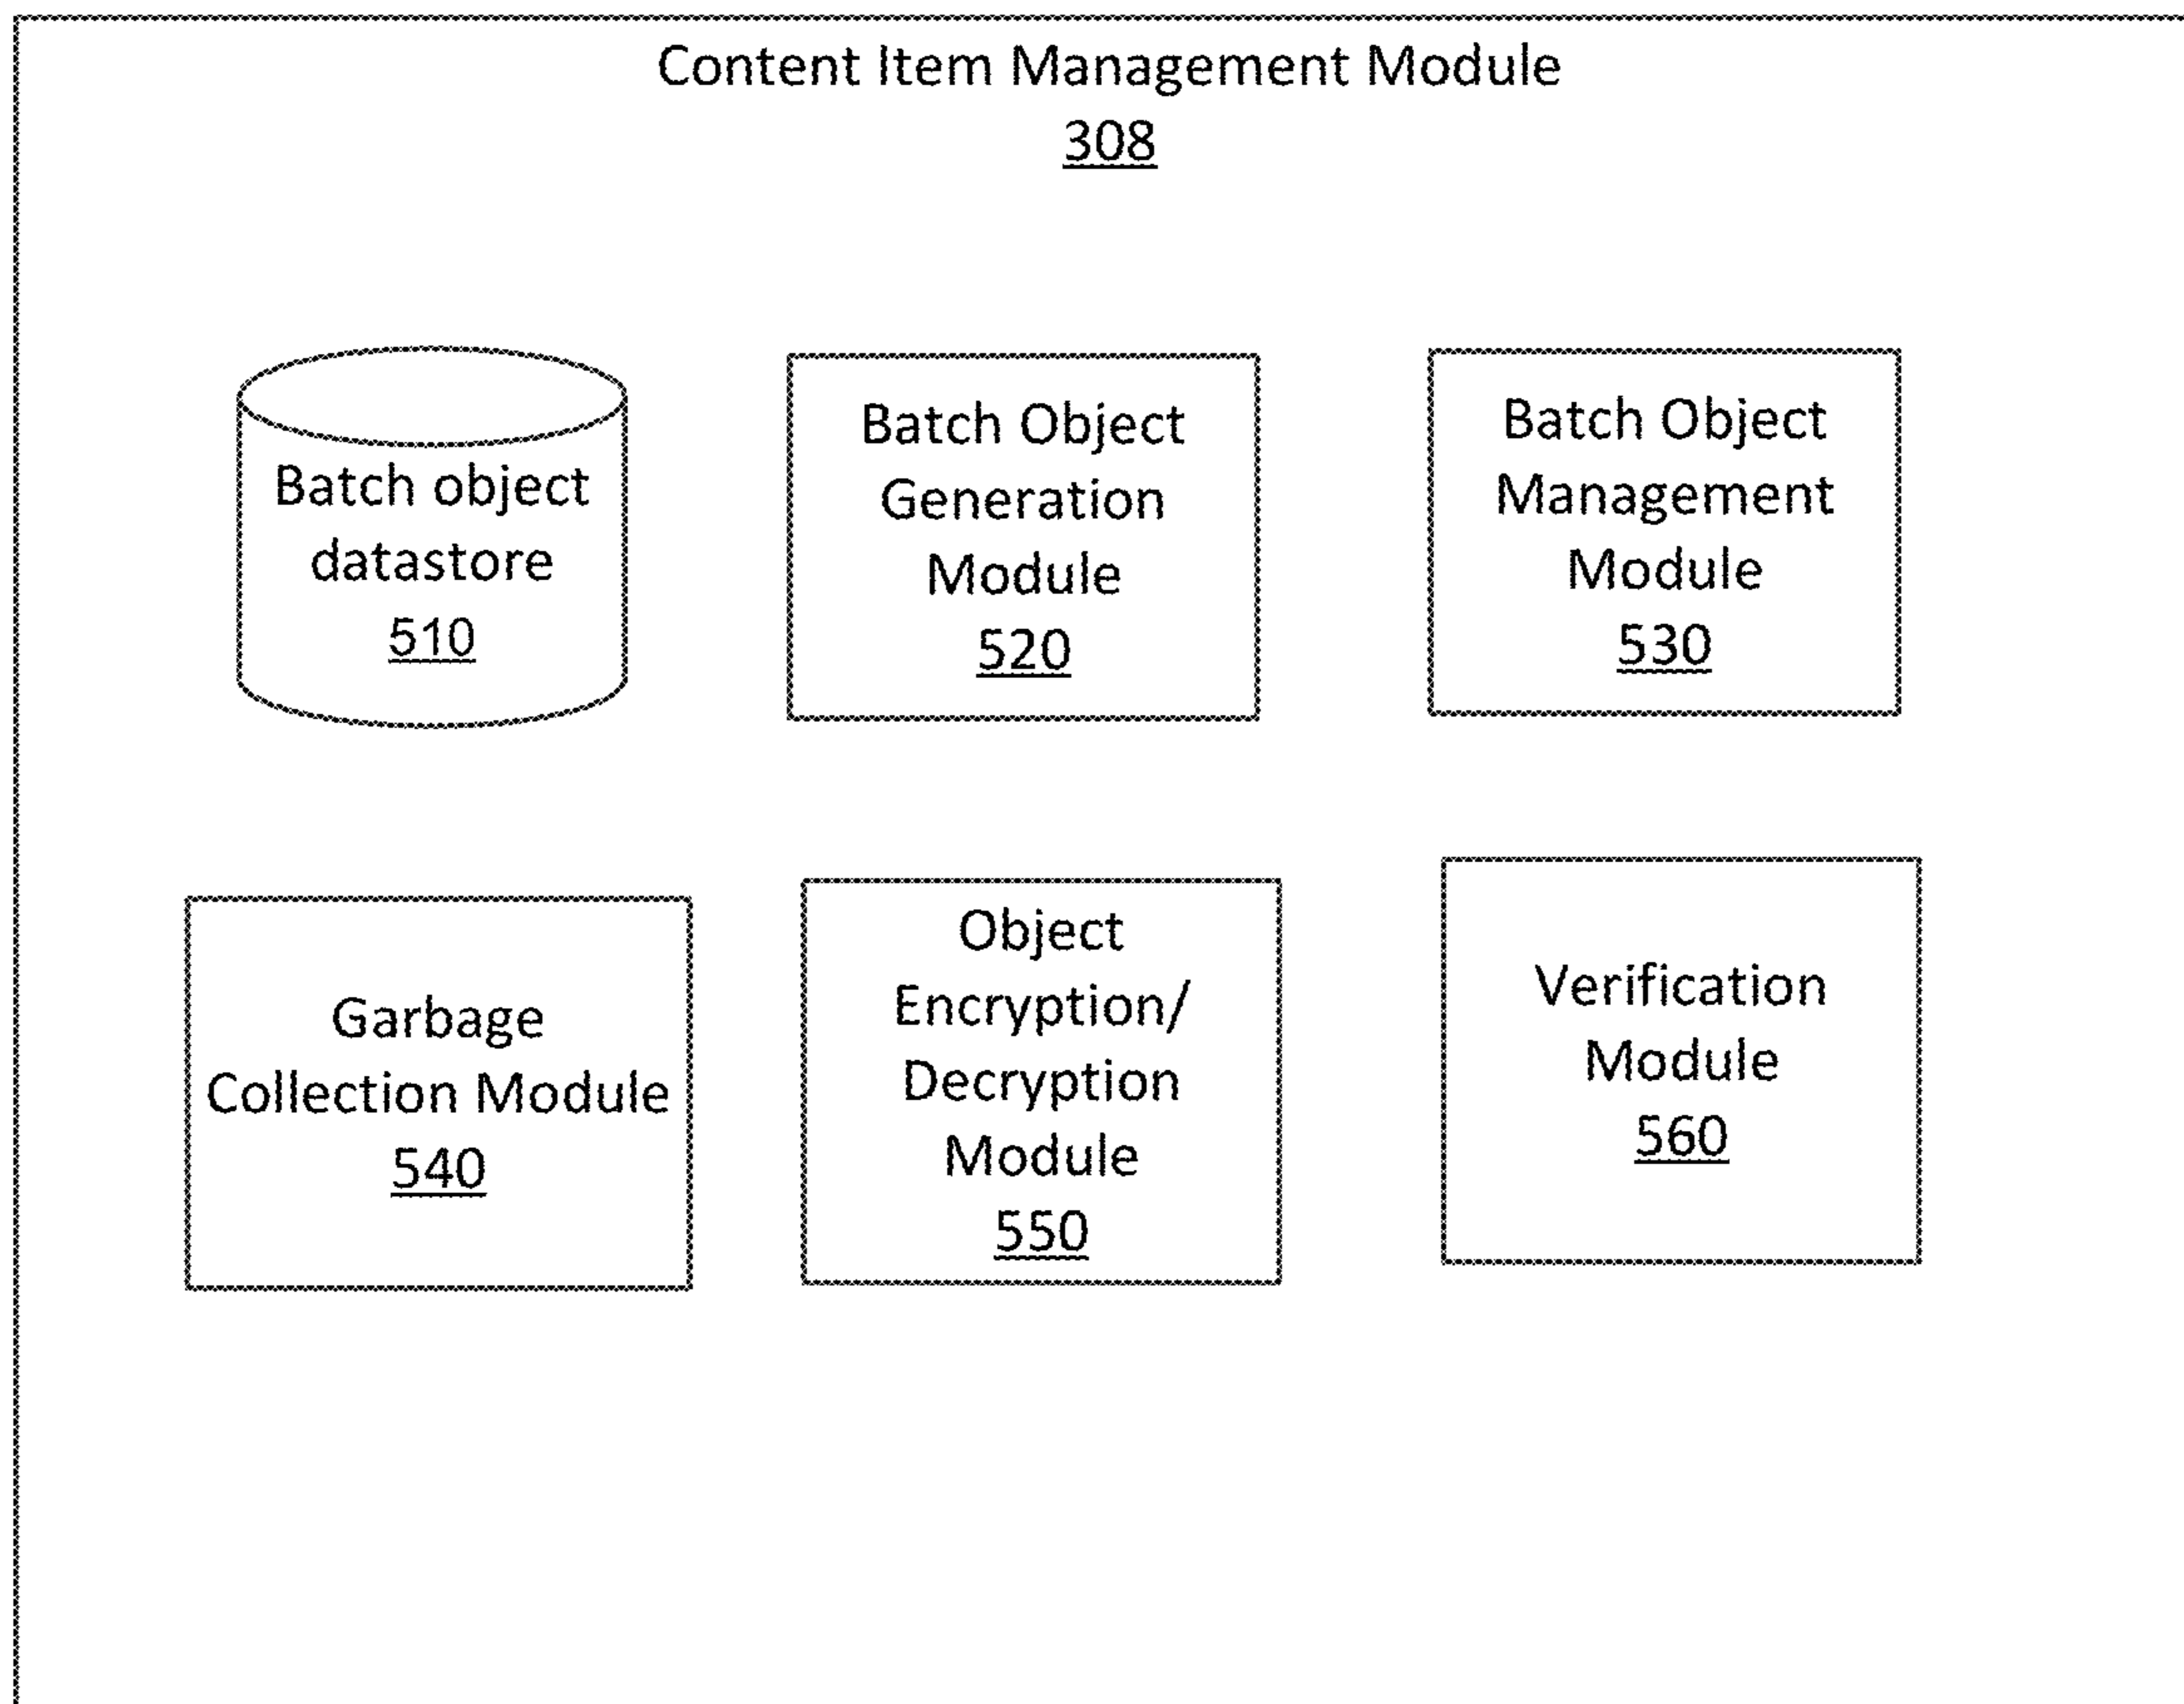 Content Item Management Module
308
Batch object
datastore
510
Batch Object
Generation
Module
520
Batch Object
Management
Module
530
Garbage
Collection Module
540
Object
Encryption/
Decryption
Module
550
Verification
Module
560